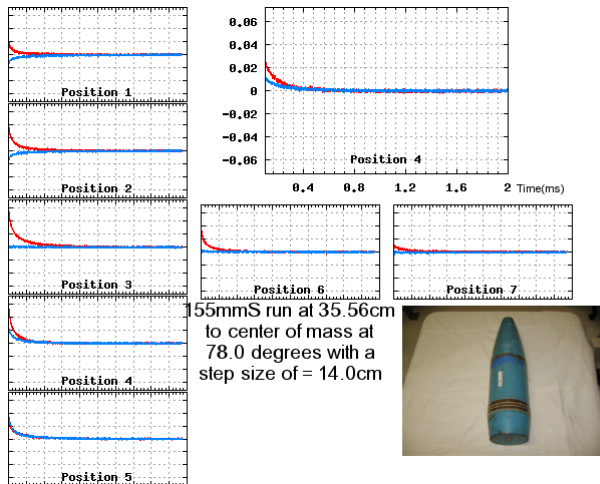 Position 1
Position 2
Position 3
Position 4
Position 5
0.06
0.04
0.02
0
-0.02
-0.04
-0.06
Position 4
0.4 0.8 1.2 1.6 2 Time(ms)
Position 6
Position 7
155mmS run at 35.56cm
to center of mass at
78.0 degrees with a
step size of = 14.0cm